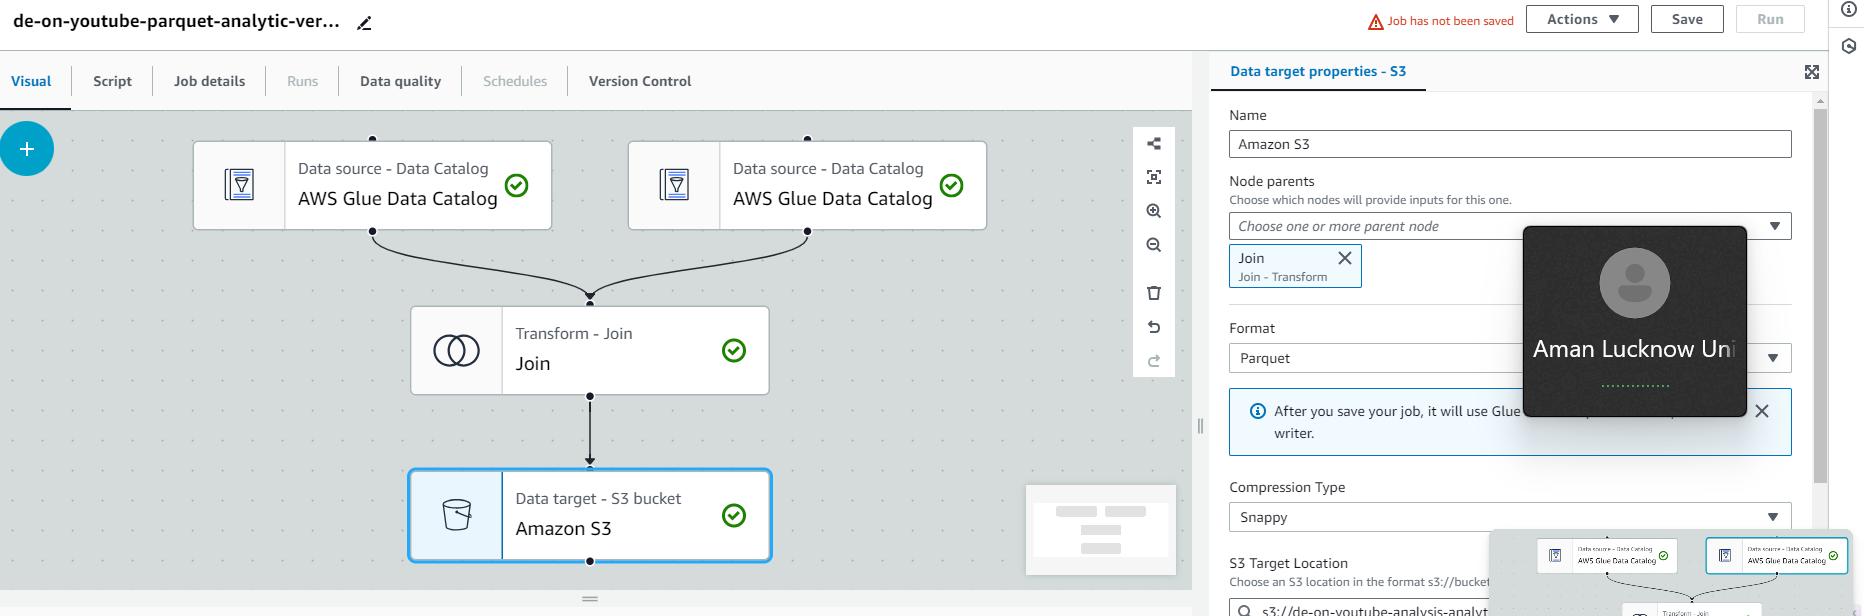 de-on-youtube-parquet-analytic-ver...
Job has not been saved
Actions
Save
Run
Visual
Script
Job details
Runs
Data quality
Schedules
Version Control
Data source - Data Catalog
AWS Glue Data Catalog
Data source - Data Catalog
AWS Glue Data Catalog
Transform - Join
Join
Data target - S3 bucket
Amazon S3
Data target properties - S3
Name
Amazon S3
Node parents
Choose which nodes will provide inputs for this one.
Choose one or more parent node
Join
Join - Transform
Format
Parquet
Aman Lucknow Uni
After you save your job, it will use Glue
writer.
Compression Type
Snappy
S3 Target Location
Choose an S3 location in the format s3://bucket
s3://de-on-youtube-analysis-analyt
Data source - Data Catalog
AWS Glue Data Catalog
Data source - Data Catalog
AWS Glue Data Catalog
Transform - Join